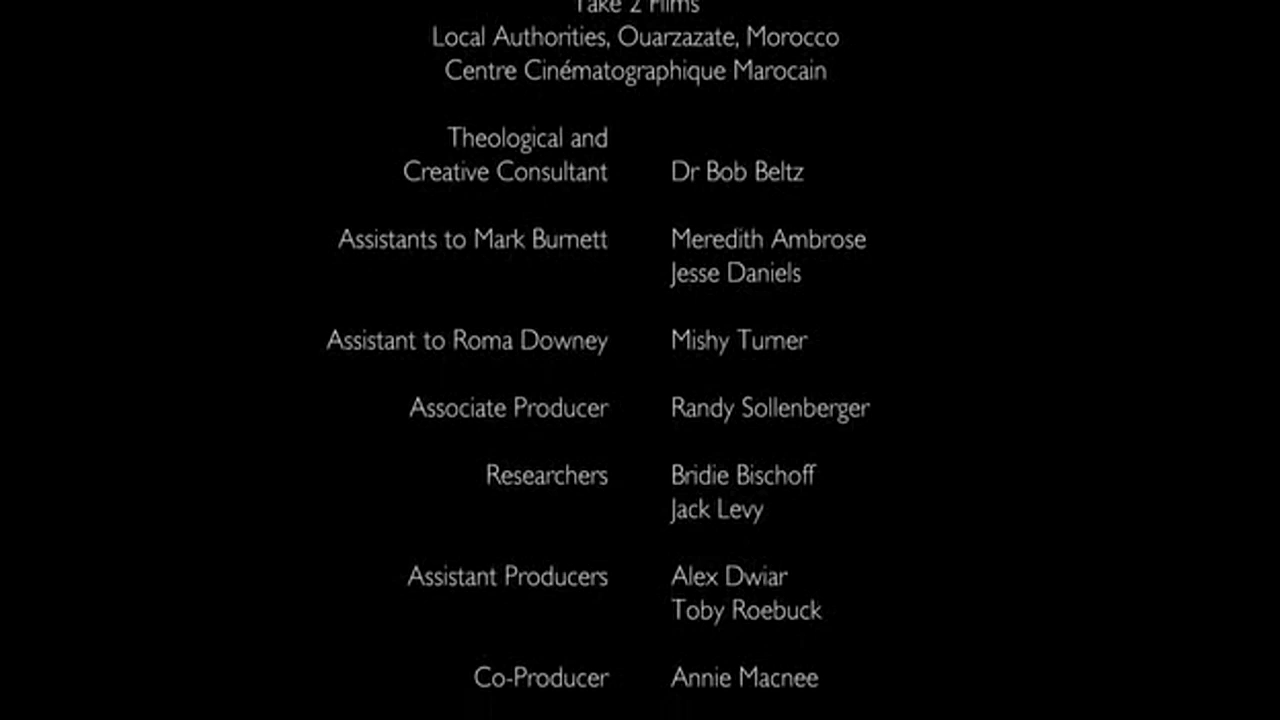 Take 2 Films
Local Authorities, Ouarzazate, Morocco
Centre Cinématographique Marocain
Theological and
Creative Consultant Dr Bob Beltz
Assistants to Mark Burnett Meredith Ambrose
Jesse Daniels
Assistant to Roma Downey Mishy Turner
Associate Producer Randy Sollenberger
Researchers Bridie Bischoff
Jack Levy
Assistant Producers Alex Dwiar
Toby Roebuck
Co-Producer Annie Macnee